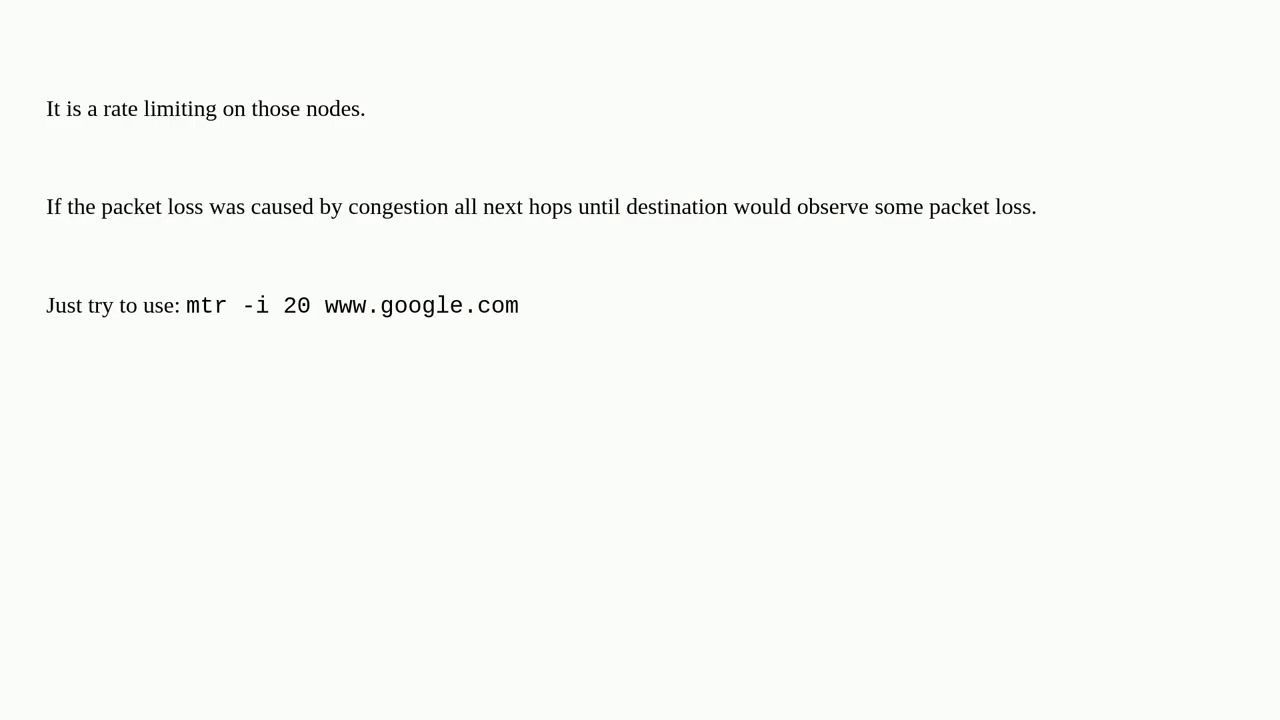 It is a rate limiting on those nodes.
If the packet loss was caused by congestion all next hops until destination would observe some packet loss.
Just try to use: mtr -i 20 www.google.com